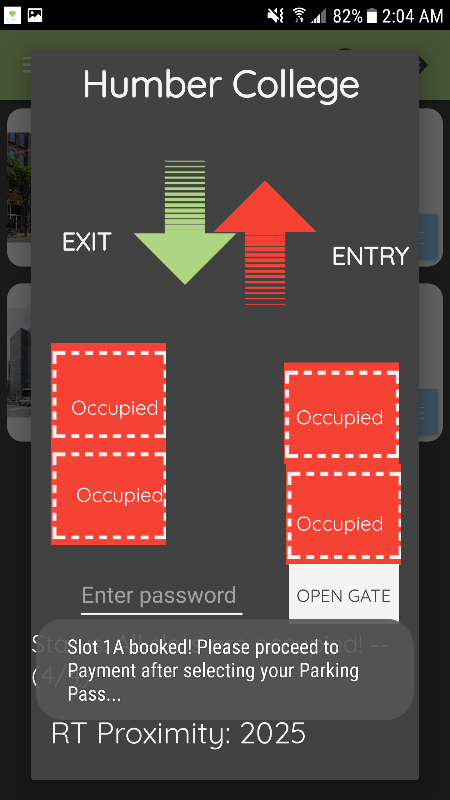 82% 2:04 AM
Humber College
EXIT
ENTRY
Occupied
Occupied
Occupied
Occupied
Enter password
OPEN GATE
Slot 1A booked! Please proceed to
Payment after selecting your Parking
Pass...
RT Proximity: 2025